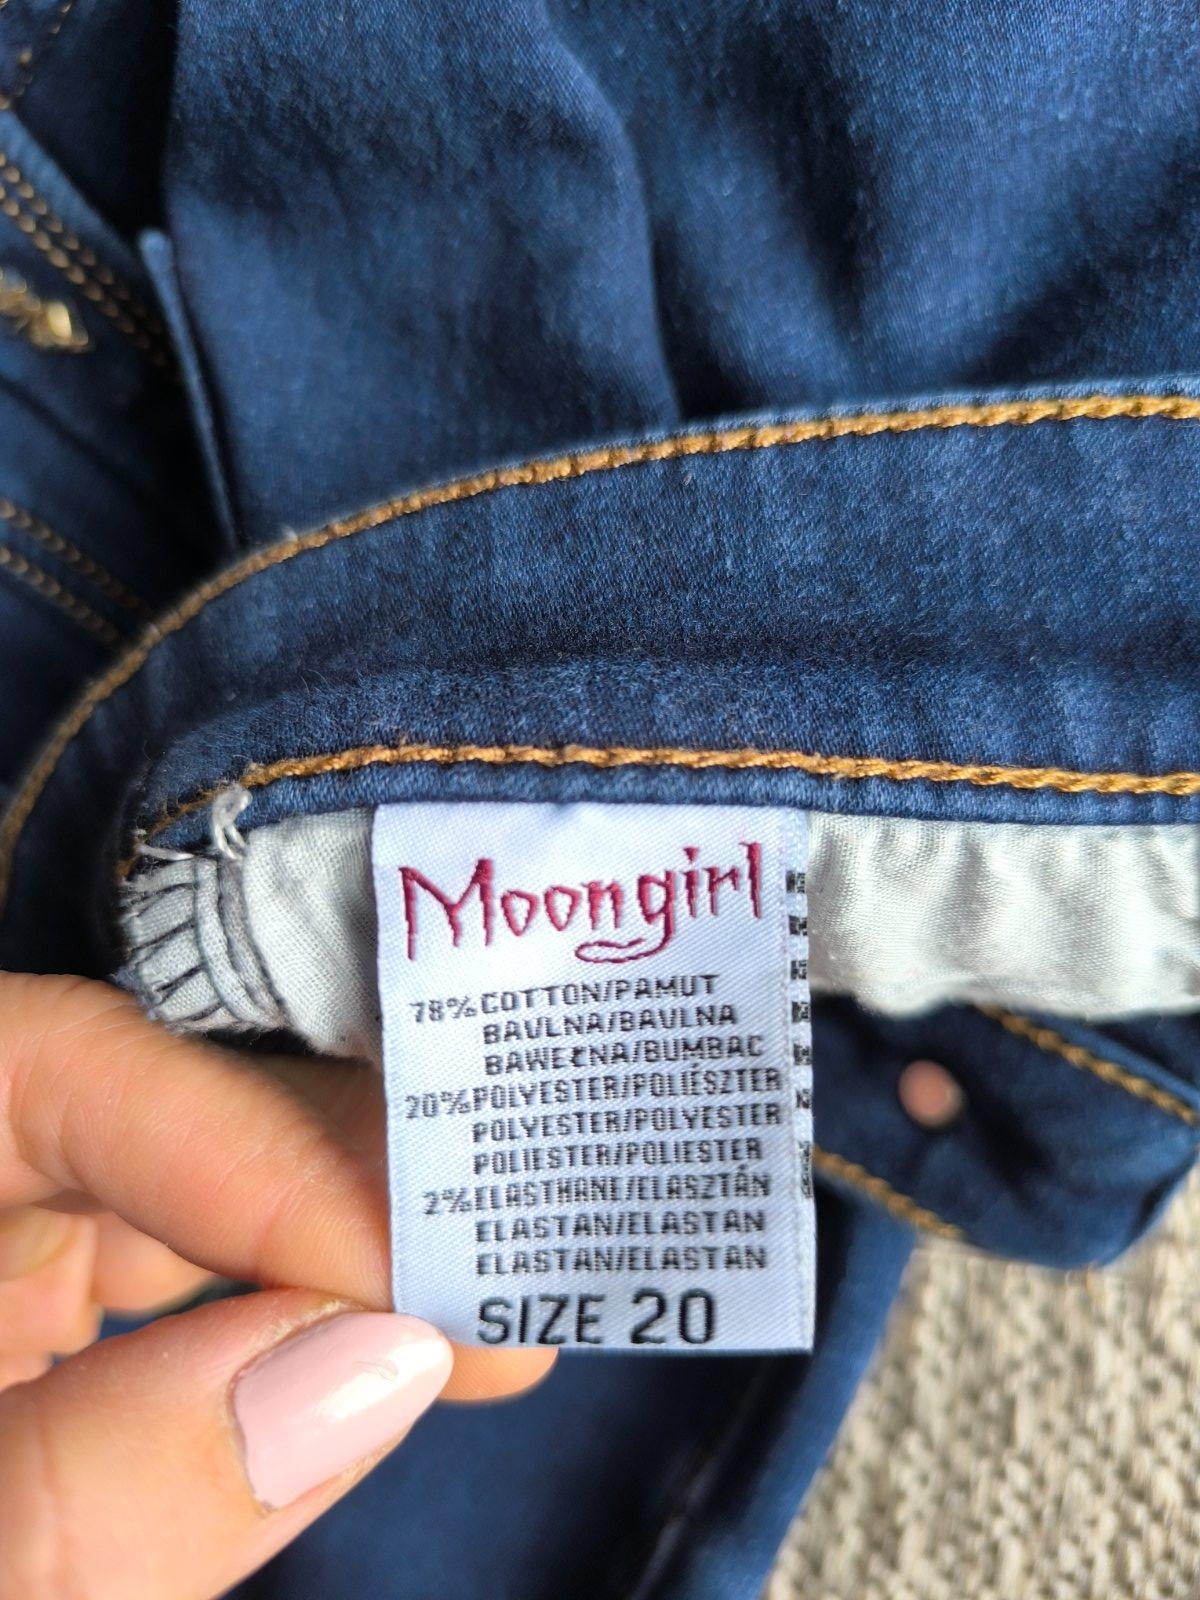 Moongirl
78% COTTON/PAMUT
BAVLNA/BAVLNA
BAWEŁNA/BUMBAC
20% POLYESTER/POLIÉSZTER
POLYESTER/POLYESTER
POLIESTER/POLIESTER
2% ELASTHANE/ELASZTÁN
ELASTAN/ELASTAN
ELASTAN/ELASTAN
SIZE 20